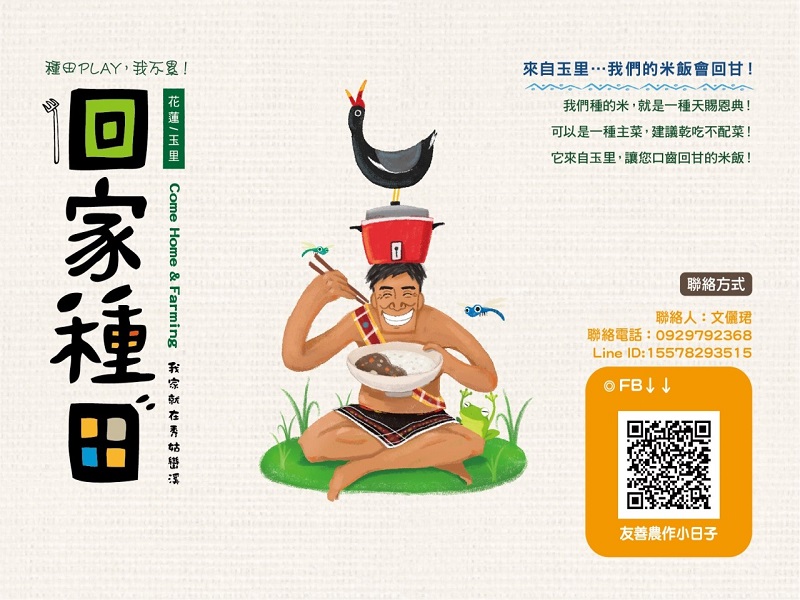 種田PLAY，我不累！
回家種田
花蓮/玉里
Come Home & Farming
我家就在秀姑巒溪
來自玉里⋯我們的米飯會回甘！
我們種的米，就是一種天賜恩典！
可以是一種主菜，建議乾吃不配菜！
它來自玉里，讓您口齒回甘的米飯！
聯絡方式
聯絡人：文儷珺
聯絡電話：0929792368
Line ID:15578293515
◎FB↓↓
友善農作小日子